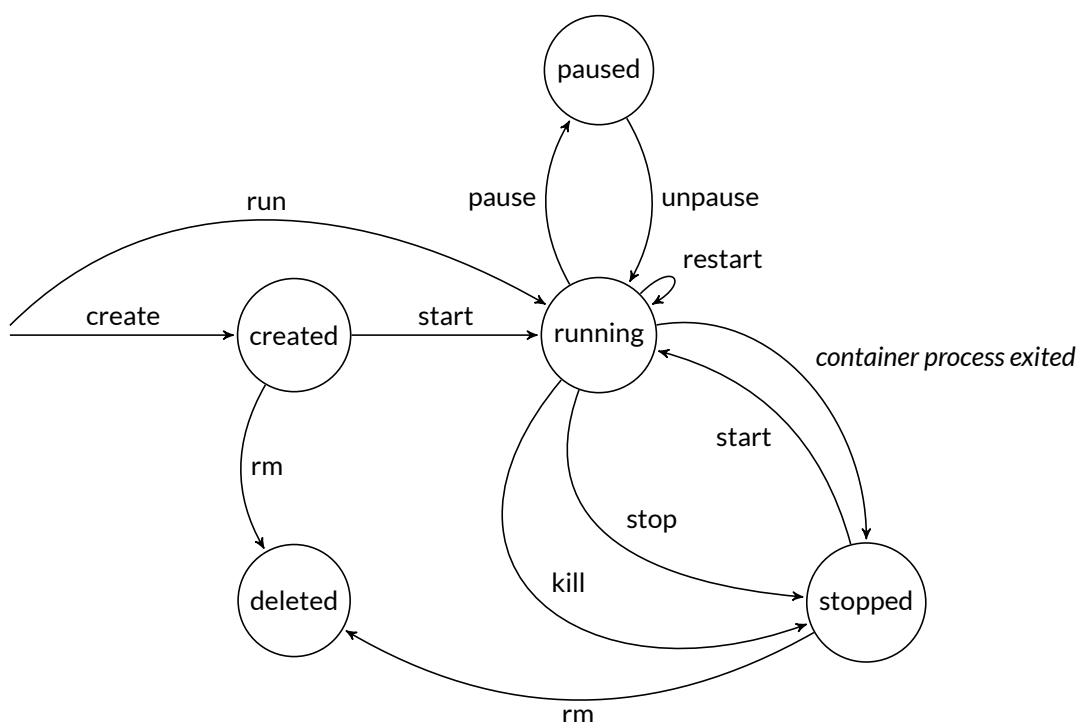 paused
pause
unpause
run
restart
create
created
start
running
container process exited
start
rm
stop
kill
deleted
stopped
rm